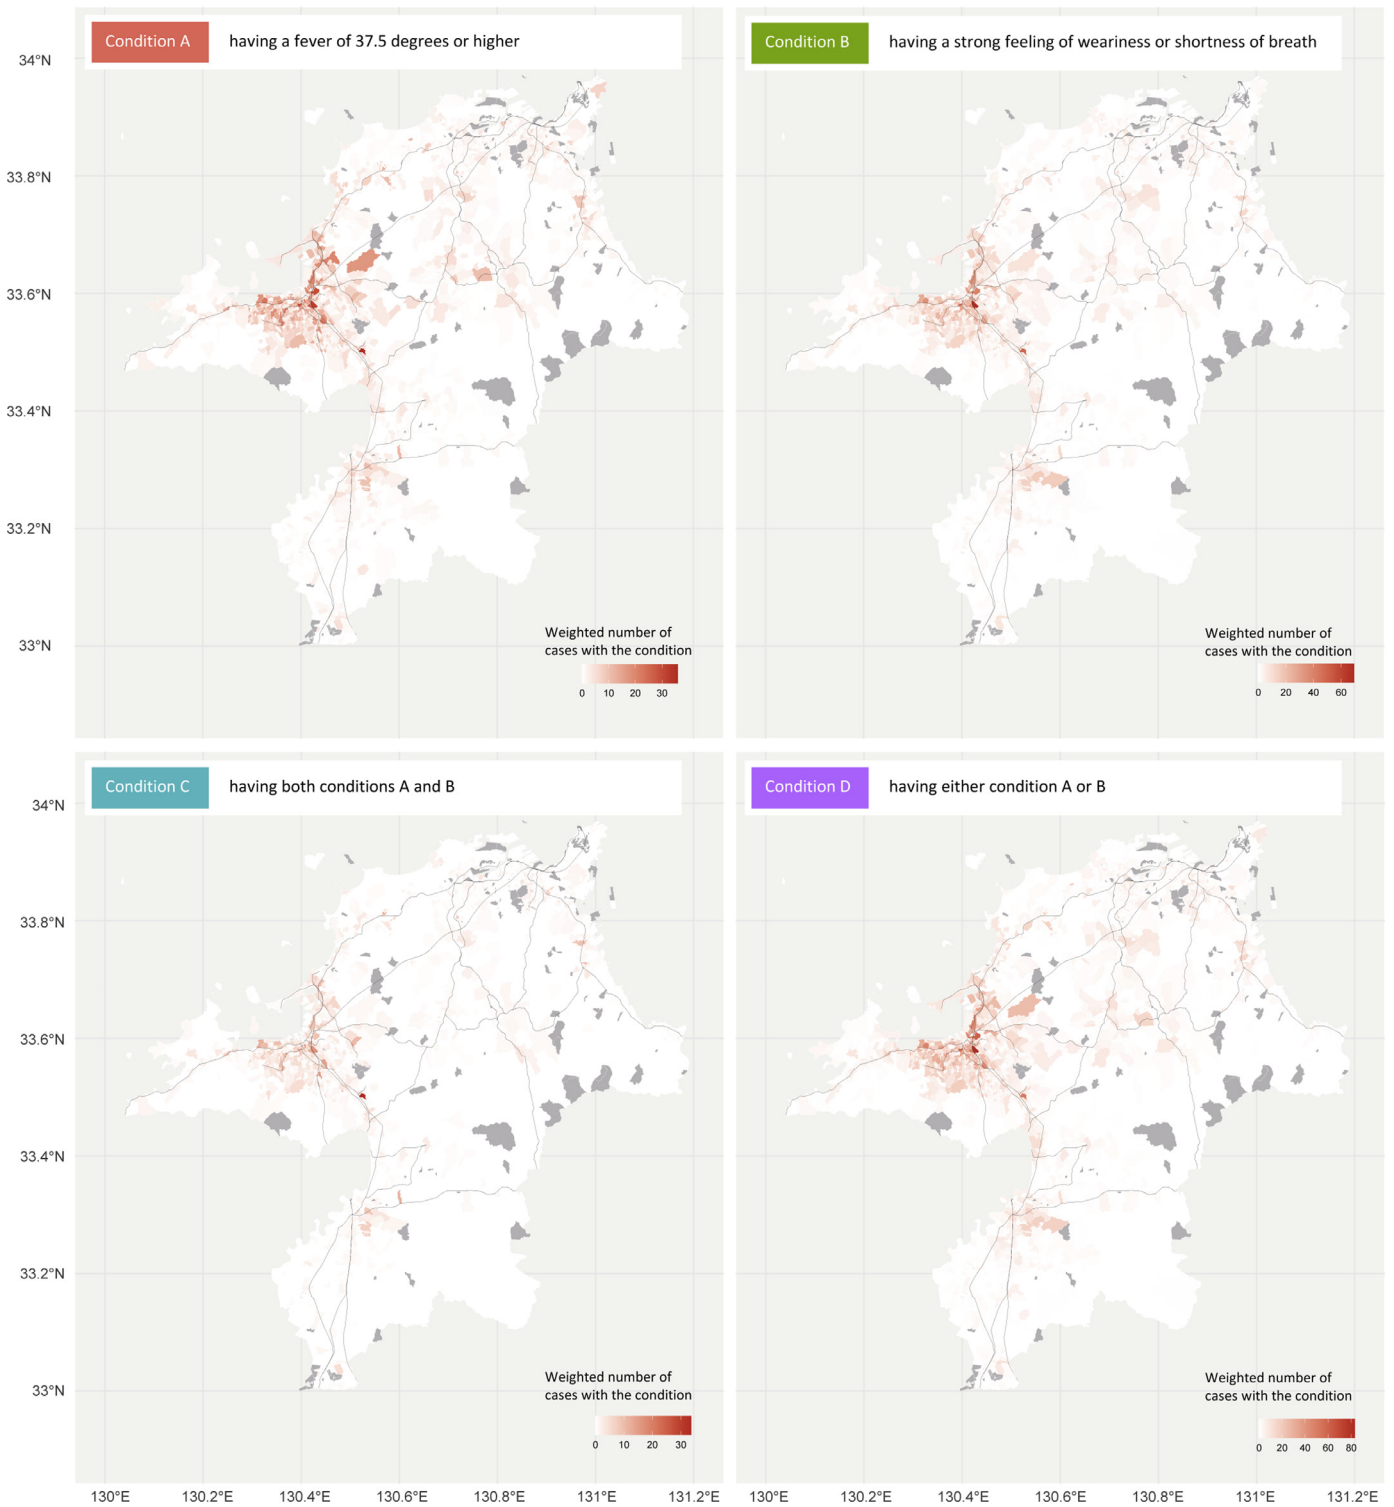 Condition A having a fever of 37.5 degrees or higher
Condition B having a strong feeling of weariness or shortness of breath
34°N
33.8°N
33.6°N
33.4°N
33.2°N
33°N
Weighted number of
cases with the condition
0 10 20 30
Weighted number of
cases with the condition
0 20 40 60
Condition C having both conditions A and B
Condition D having either condition A or B
34°N
33.8°N
33.6°N
33.4°N
33.2°N
33°N
Weighted number of
cases with the condition
0 10 20 30
Weighted number of
cases with the condition
0 20 40 60 80
130°E 130.2°E 130.4°E 130.6°E 130.8°E 131°E 131.2°E
130°E 130.2°E 130.4°E 130.6°E 130.8°E 131°E 131.2°E